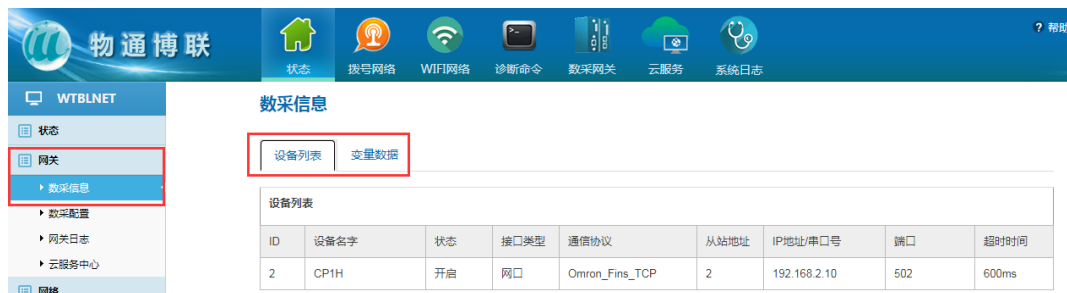 物通博联
状态 拨号网络 WIFI网络 诊断命令 数采网关 云服务 系统日志
? 帮助
WTBLNET
状态
网关
数采信息
数采配置
网关日志
云服务中心
网络
数采信息
设备列表 变量数据
设备列表
ID 设备名字 状态 接口类型 通信协议 从站地址 IP地址/串口号 端口 超时时间
2 CP1H 开启 网口 Omron_Fins_TCP 2 192.168.2.10 502 600ms